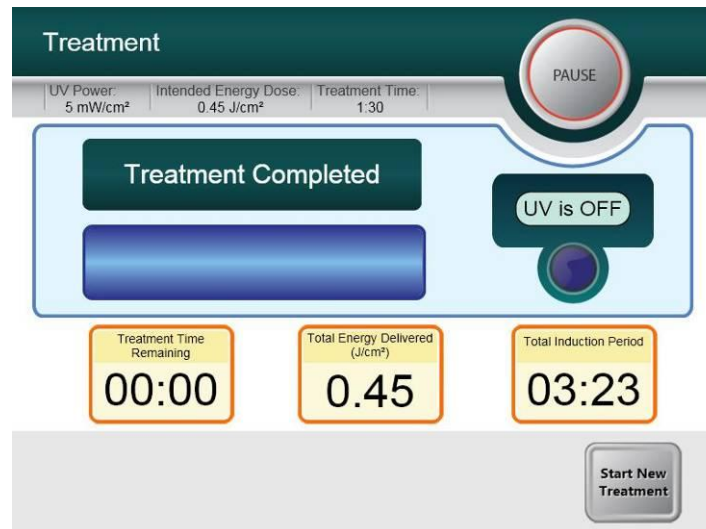 Treatment
PAUSE
UV Power:
5 mW/cm²
Intended Energy Dose:
0.45 J/cm²
Treatment Time:
1:30
Treatment Completed
UV is OFF
Treatment Time
Remaining
00:00
Total Energy Delivered
(J/cm²)
0.45
Total Induction Period
03:23
Start New
Treatment